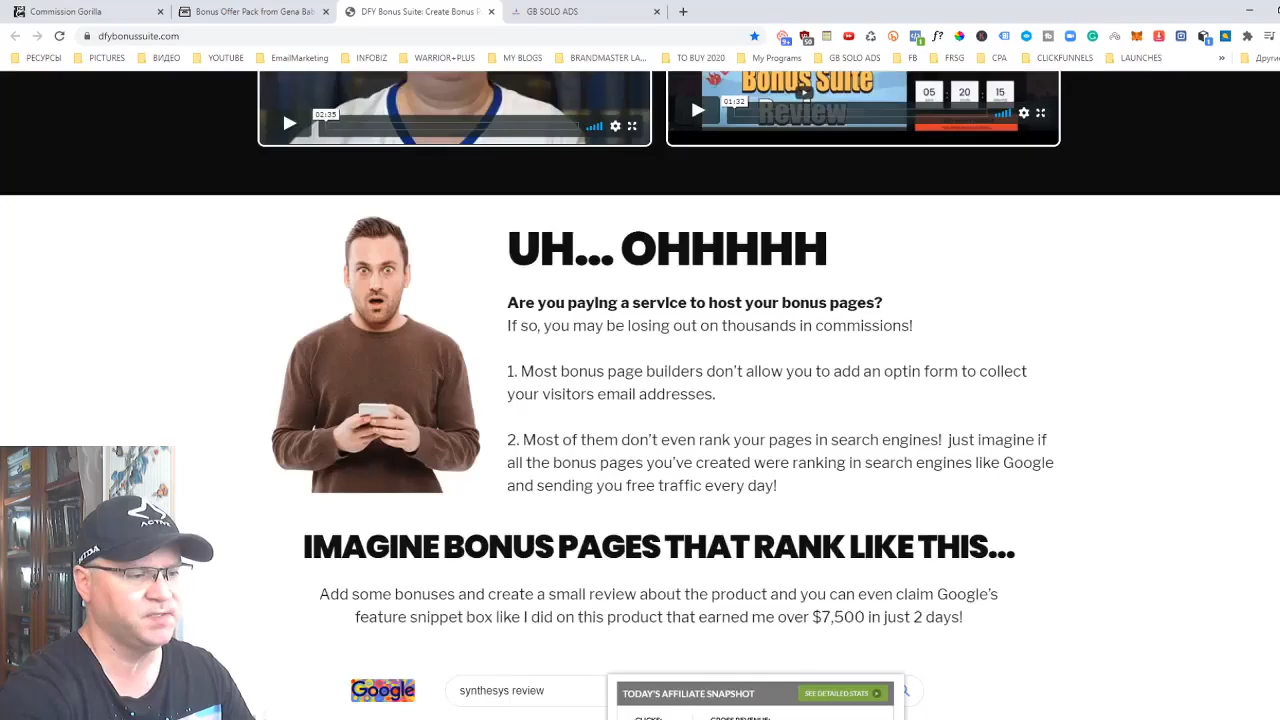 Commission Gorilla
Bonus Offer Pack from Gena Bab
DFY Bonus Suite: Create Bonus P
GB SOLO ADS
dfybonussuite.com
РЕСУРСЫ
PICTURES
ВИДЕО
YOUTUBE
EmailMarketing
INFOBIZ
WARRIOR+PLUS
MY BLOGS
BRANDMASTER LA...
TO BUY 2020
My Programs
GB SOLO ADS
FB
FRSG
CPA
CLICKFUNNELS
LAUNCHES
Другие
02:35
Bonus Suite
Review
01:32
05 20 15
UH... OHHHHH
Are you paying a service to host your bonus pages?
If so, you may be losing out on thousands in commissions!
1. Most bonus page builders don't allow you to add an optin form to collect
your visitors email addresses.
2. Most of them don't even rank your pages in search engines! just imagine if
all the bonus pages you've created were ranking in search engines like Google
and sending you free traffic every day!
IMAGINE BONUS PAGES THAT RANK LIKE THIS...
Add some bonuses and create a small review about the product and you can even claim Google's
feature snippet box like I did on this product that earned me over $7,500 in just 2 days!
Google
synthesys review
TODAY'S AFFILIATE SNAPSHOT
SEE DETAILED STATS
CLICKS:
GROSS REVENUE:
ACTIVE